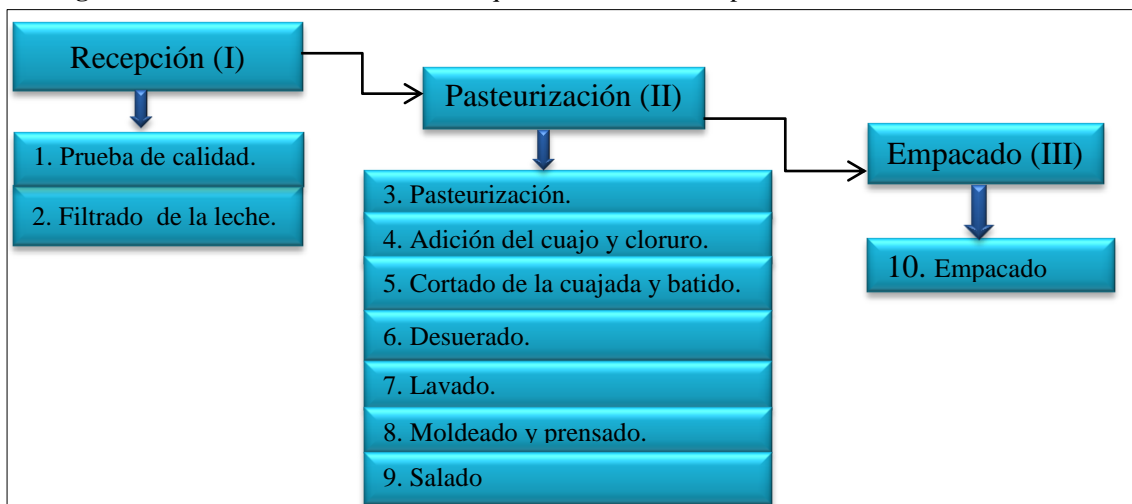 Recepción (I)
1. Prueba de calidad.
2. Filtrado de la leche.
Pasteurización (II)
3. Pasteurización.
4. Adición del cuajo y cloruro.
5. Cortado de la cuajada y batido.
6. Desuerado.
7. Lavado.
8. Moldeado y prensado.
9. Salado
Empacado (III)
10. Empacado